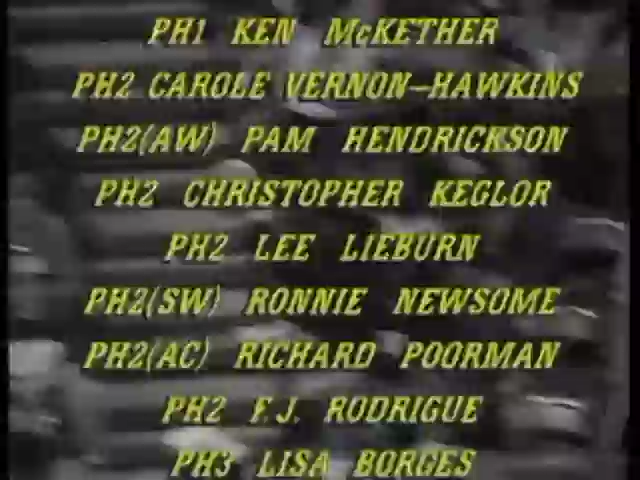 PH1 KEN McKETHER
PH2 CAROLE VERNON-HAWKINS
PH2(AW) PAM HENDRICKSON
PH2 CHRISTOPHER KEGLOR
PH2 LEE LIEBURN
PH2(SW) RONNIE NEWSOME
PH2(AC) RICHARD POORMAN
PH2 F.J. RODRIGUE
PH3 LISA BORGES